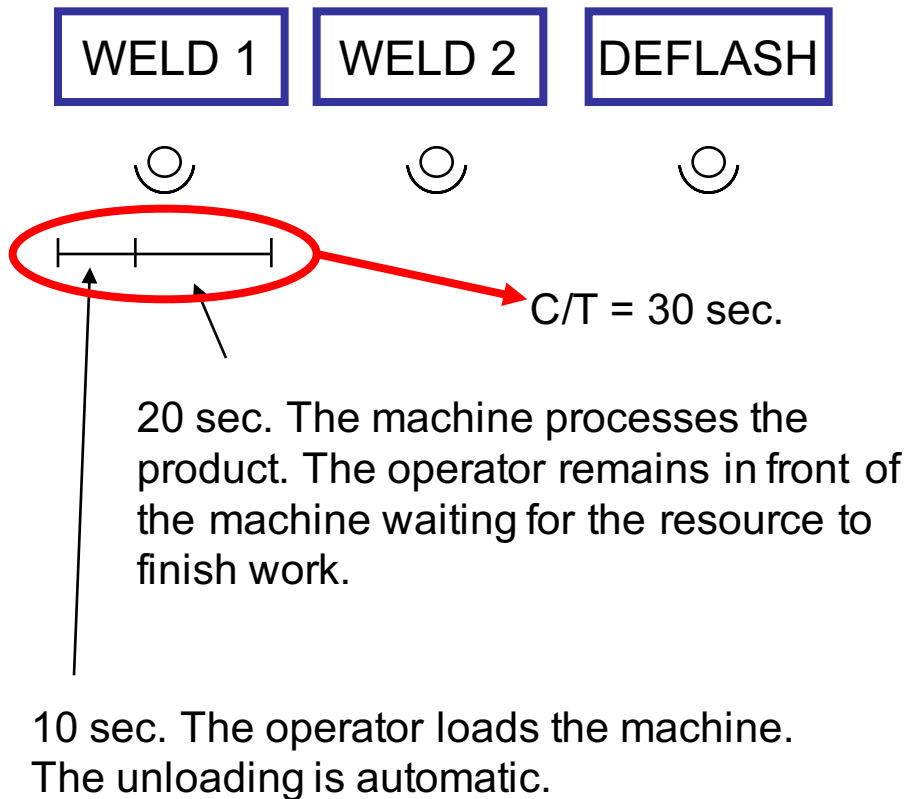 WELD 1
WELD 2
DEFLASH
C/T = 30 sec.
20 sec. The machine processes the
product. The operator remains in front of
the machine waiting for the resource to
finish work.
10 sec. The operator loads the machine.
The unloading is automatic.